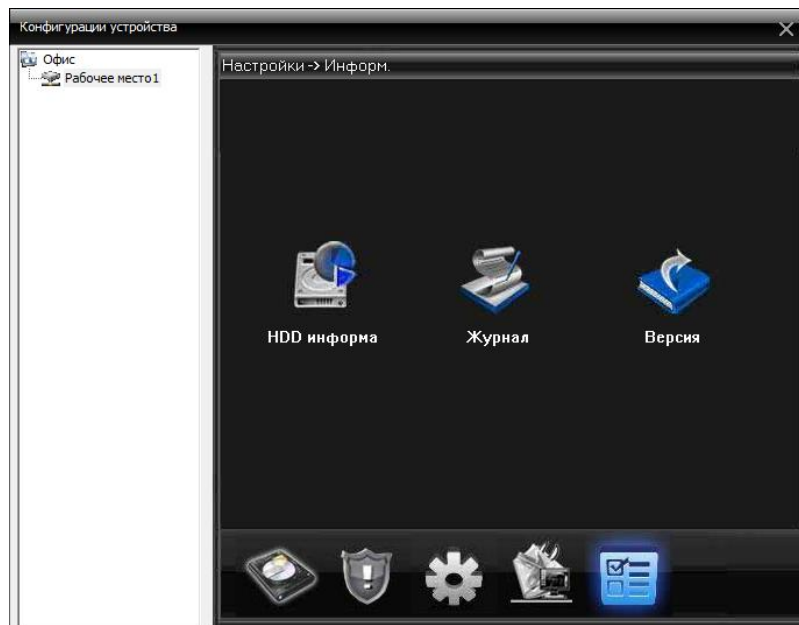 Конфигурации устройства
Офис
Рабочее место1
Настройки -> Информ.
HDD информа
Журнал
Версия